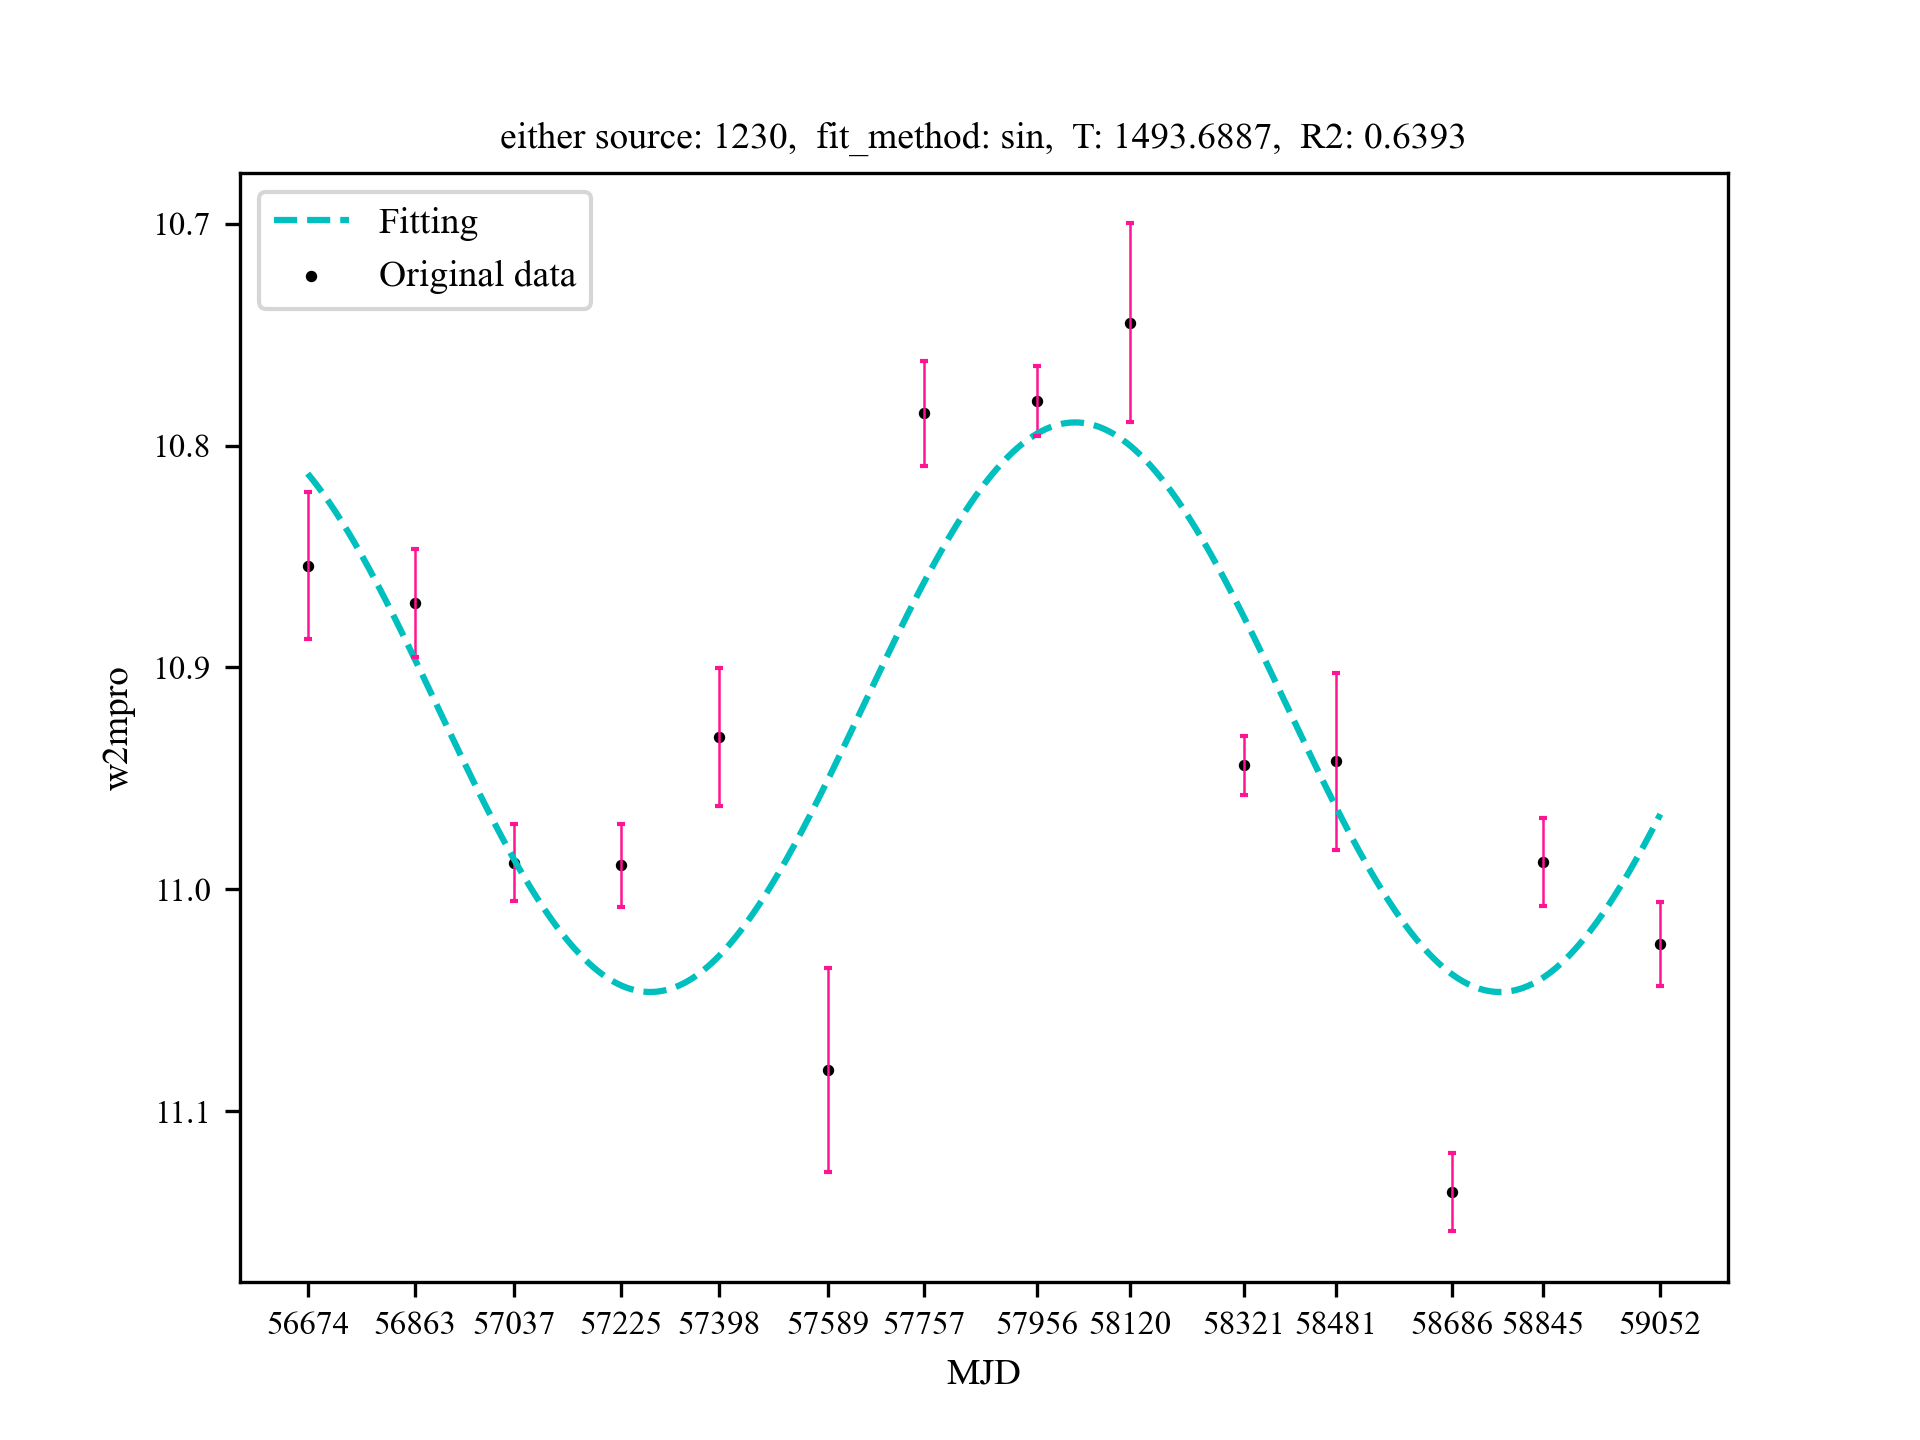 either source: 1230,  fit_method: sin,  T: 1493.6887,  R2: 0.6393
Fitting
Original data
10.7
10.8
10.9
11.0
11.1
w2mpro
56674 56863 57037 57225 57398 57589 57757 57956 58120 58321 58481 58686 58845 59052
MJD